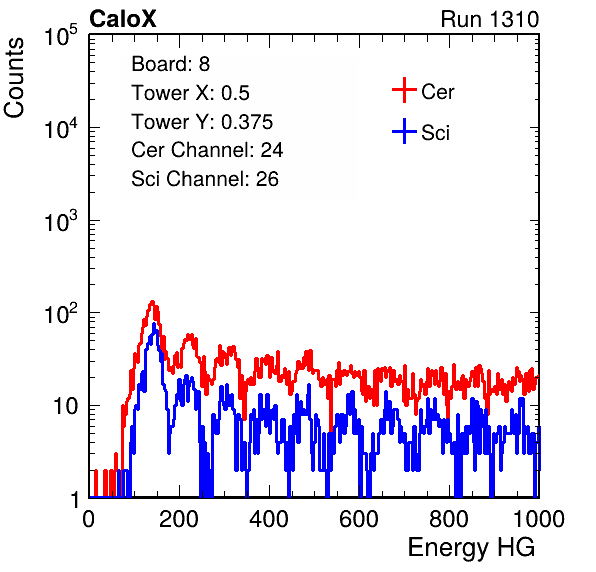 CaloX Run 1310
Counts
Board: 8
Tower X: 0.5
Tower Y: 0.375
Cer Channel: 24
Sci Channel: 26
Cer
Sci
10^5
10^4
10^3
10^2
10
1
0 200 400 600 800 1000
Energy HG